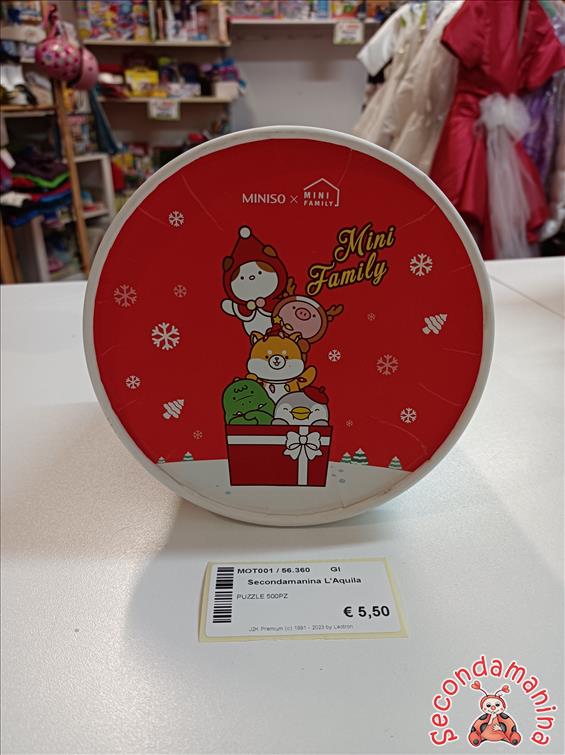 MINISO × MINI FAMILY
Mini
Family
MOT001 / 56.360 GI
Secondamanina L'Aquila
PUZZLE 500PZ
€ 5,50
J2K Premium (c) 1991 - 2023 by Leotron
Secondamanina